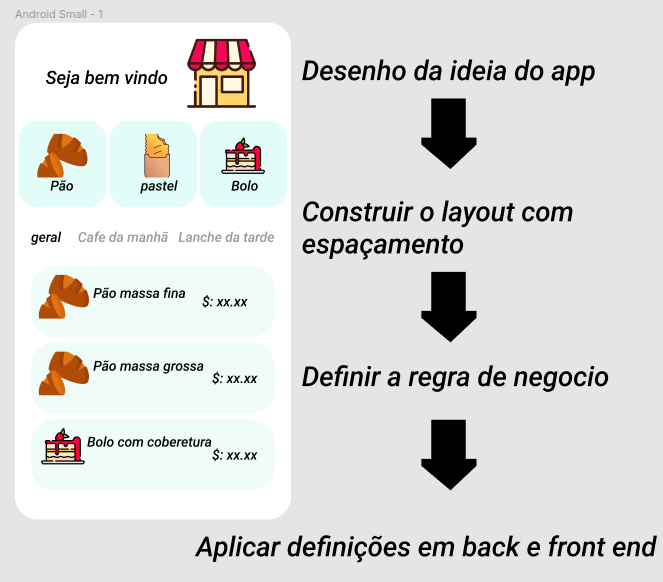 Android Small - 1
Seja bem vindo
Pão
pastel
Bolo
geral
Cafe da manhã
Lanche da tarde
Pão massa fina
$: xx.xx
Pão massa grossa
$: xx.xx
Bolo com coberetura
$: xx.xx
Desenho da ideia do app
Construir o layout com
espaçamento
Definir a regra de negocio
Aplicar definições em back e front end